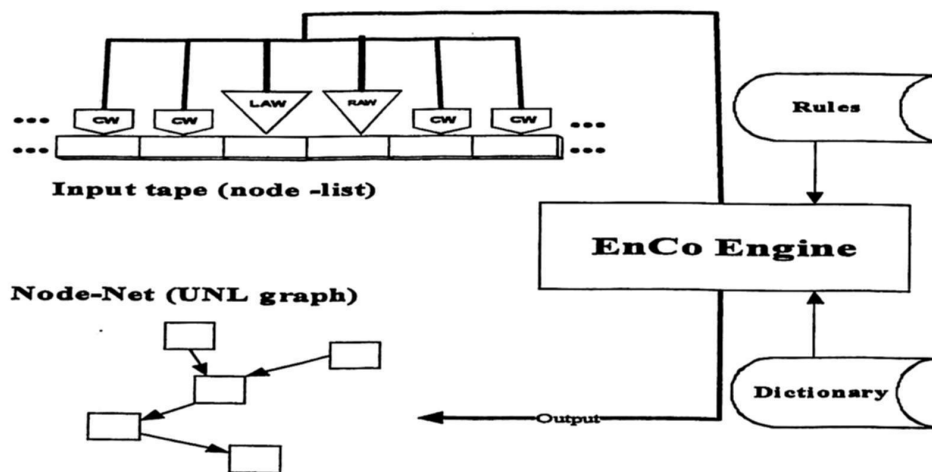 LAW RAW
CW CW CW CW
Rules
Input tape (node -list)
EnCo Engine
Node-Net (UNL graph)
Dictionary
Output